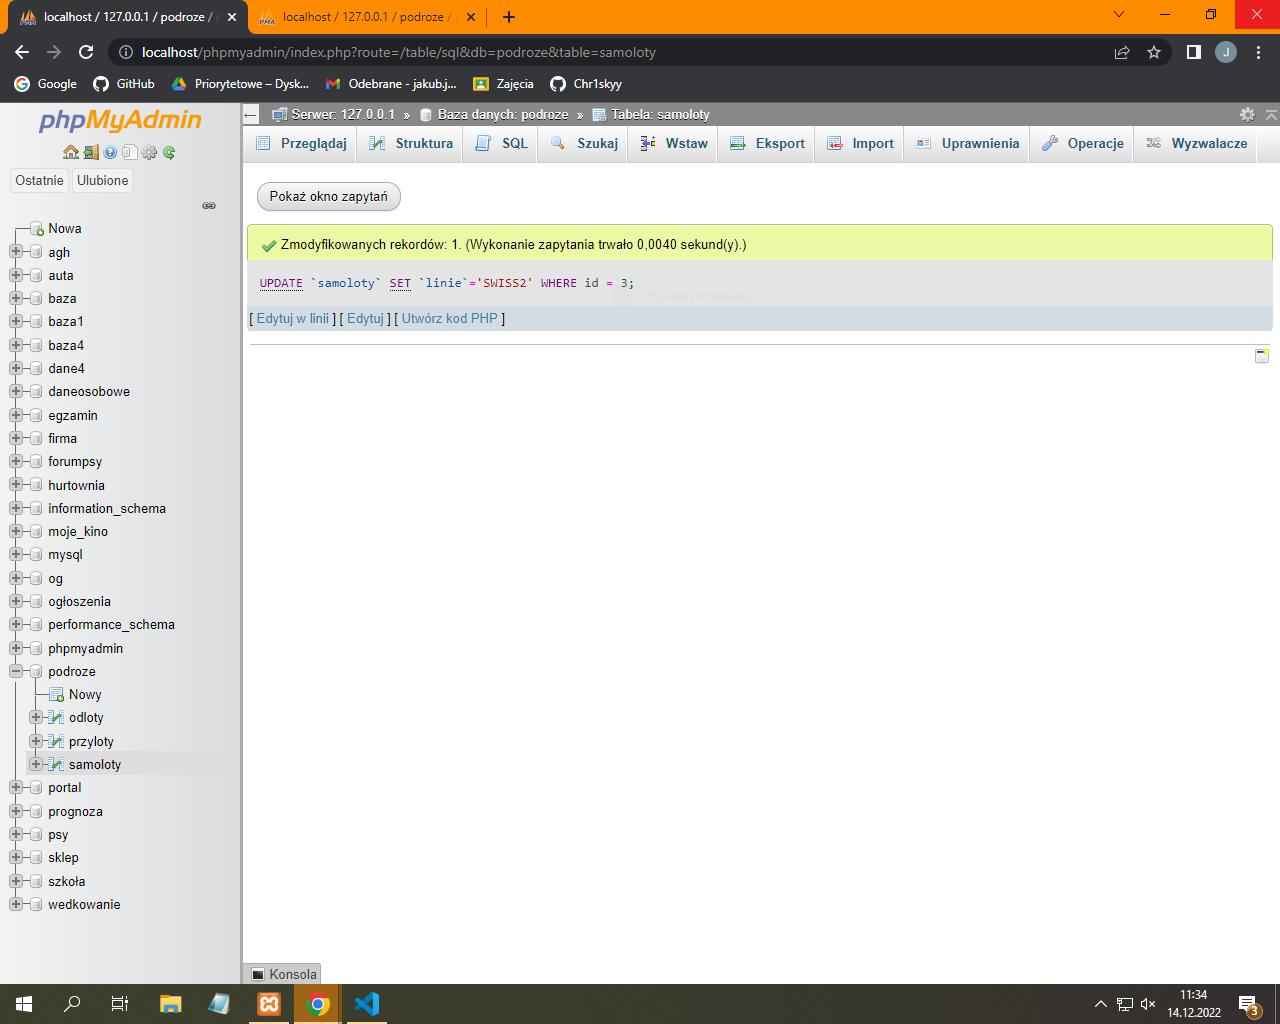 localhost / 127.0.0.1 / podroze / s
localhost / 127.0.0.1 / podroze /
localhost/phpmyadmin/index.php?route=/table/sql&db=podroze&table=samoloty
J
Google
GitHub
Priorytetowe – Dysk...
Odebrane - jakub.j...
Zajęcia
Chr1skyy
phpMyAdmin
Ostatnie
Ulubione
Nowa
agh
auta
baza
baza1
baza4
dane4
daneosobowe
egzamin
firma
forumpsy
hurtownia
information_schema
moje_kino
mysql
og
ogłoszenia
performance_schema
phpmyadmin
podroze
Nowy
odloty
przyloty
samoloty
portal
prognoza
psy
sklep
szkoła
wedkowanie
Serwer: 127.0.0.1 » Baza danych: podroze » Tabela: samoloty
Przeglądaj
Struktura
SQL
Szukaj
Wstaw
Eksport
Import
Uprawnienia
Operacje
Wyzwalacze
Pokaż okno zapytań
Zmodyfikowanych rekordów: 1. (Wykonanie zapytania trwało 0,0040 sekund(y).)
UPDATE `samoloty` SET `linie`='SWISS2' WHERE id = 3;
Wycinek prostokątny
[ Edytuj w linii ] [ Edytuj ] [ Utwórz kod PHP ]
Konsola
11:34
14.12.2022
3